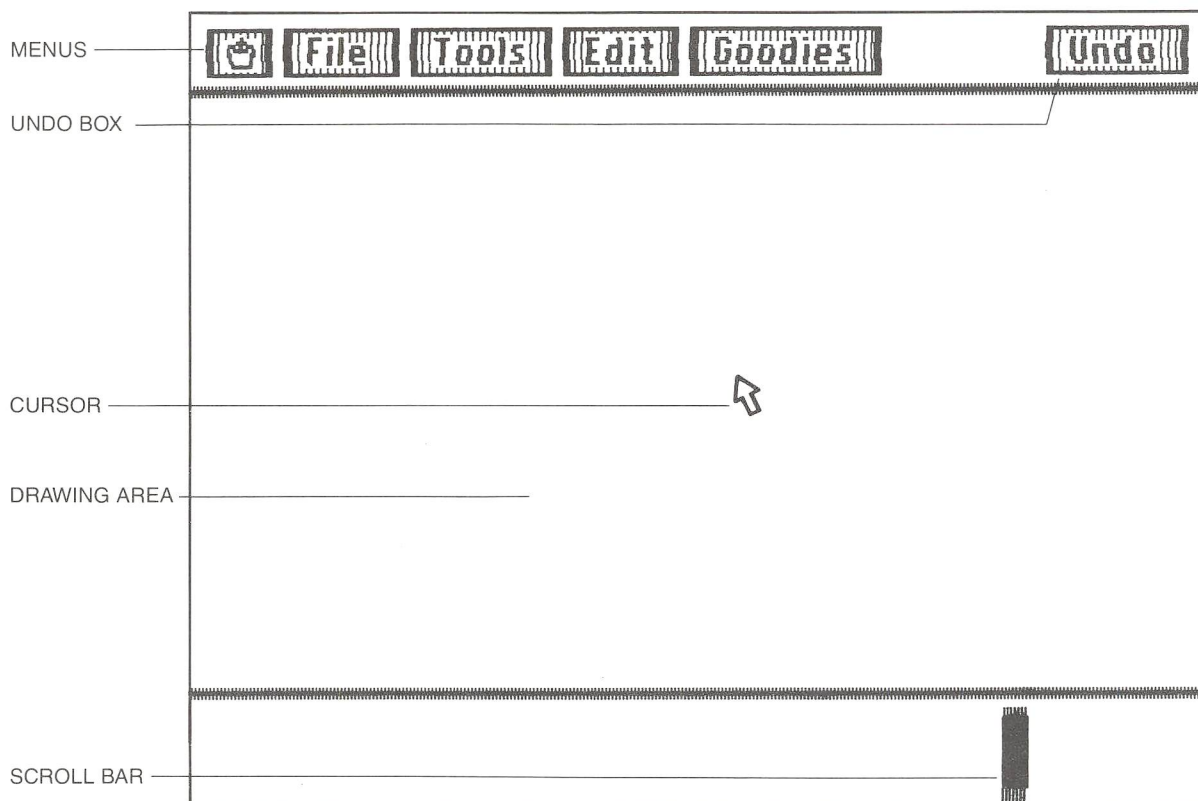 MENUS
File Tools Edit Goodies Undo
UNDO BOX
CURSOR
DRAWING AREA
SCROLL BAR